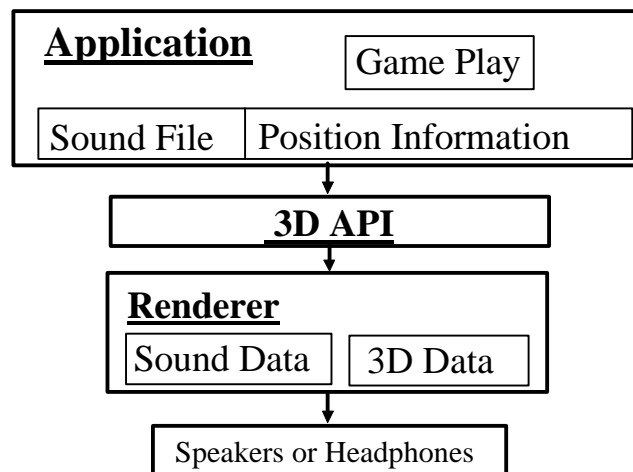 Application
Game Play
Sound File
Position Information
3D API
Renderer
Sound Data
3D Data
Speakers or Headphones